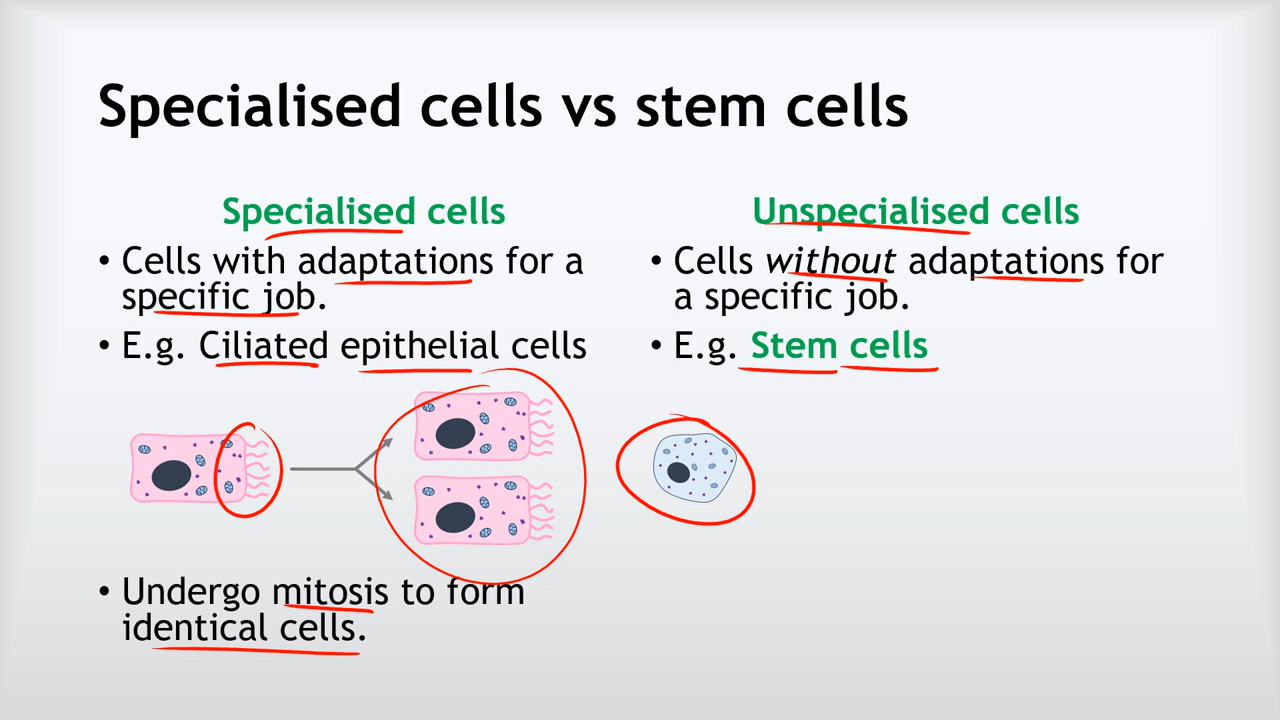 Specialised cells vs stem cells
Specialised cells
• Cells with adaptations for a
specific job.
• E.g. Ciliated epithelial cells
• Undergo mitosis to form
identical cells.
Unspecialised cells
• Cells without adaptations for
a specific job.
• E.g. Stem cells